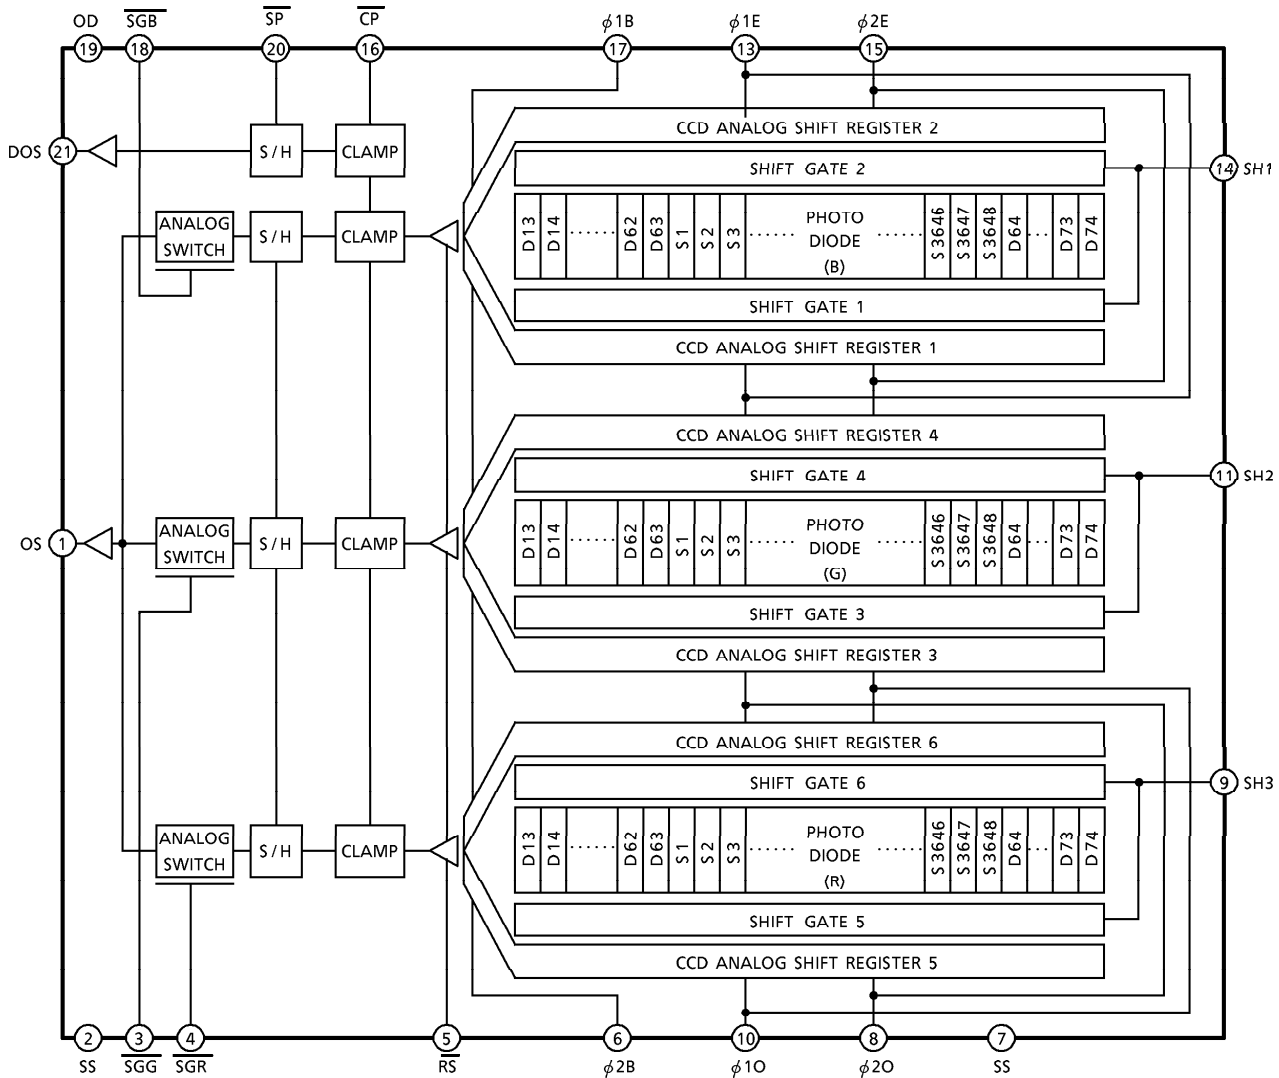 OD SGB SP CP φ1B φ1E φ2E
19 18 20 16 17 13 15
CCD ANALOG SHIFT REGISTER 2
DOS 21 S/H CLAMP
SHIFT GATE 2
14 SH1
ANALOG SWITCH S/H CLAMP
D13 D14 ...... D62 D63 S1 S2 S3 ...... PHOTO DIODE (B) ...... S3646 S3647 S3648 D64 ... D73 D74
SHIFT GATE 1
CCD ANALOG SHIFT REGISTER 1
CCD ANALOG SHIFT REGISTER 4
SHIFT GATE 4
11 SH2
OS 1 ANALOG SWITCH S/H CLAMP
D13 D14 ...... D62 D63 S1 S2 S3 ...... PHOTO DIODE (G) ...... S3646 S3647 S3648 D64 ... D73 D74
SHIFT GATE 3
CCD ANALOG SHIFT REGISTER 3
CCD ANALOG SHIFT REGISTER 6
SHIFT GATE 6
9 SH3
ANALOG SWITCH S/H CLAMP
D13 D14 ...... D62 D63 S1 S2 S3 ...... PHOTO DIODE (R) ...... S3646 S3647 S3648 D64 ... D73 D74
SHIFT GATE 5
CCD ANALOG SHIFT REGISTER 5
2 3 4 5 6 10 8 7
SS SGG SGR RS φ2B φ1O φ2O SS